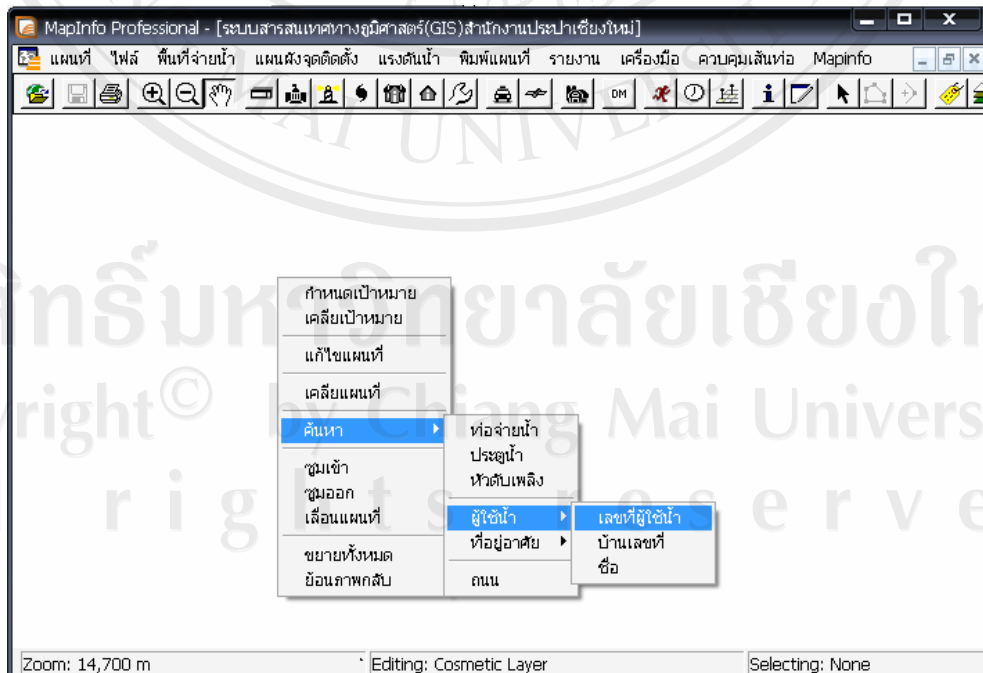 MapInfo Professional - [ระบบสารสนเทศทางภูมิศาสตร์(GIS)สำนักงานประปาเชียงใหม่]
แผนที่ ไฟล์ พื้นที่จ่ายน้ำ แผนผังจุดติดตั้ง แรงดันน้ำ พิมพ์แผนที่ รายงาน เครื่องมือ ควบคุมเส้นท่อ Mapinfo
DM
MAI UNIVE
สิทธิ์มหาวิทยาลัยเชียงให
yright© by Chiang Mai Univers
rights reserve
กำหนดเป้าหมาย
เคลียเป้าหมาย
แก้ไขแผนที่
เคลียแผนที่
ค้นหา
ซูมเข้า
ซูมออก
เลื่อนแผนที่
ขยายทั้งหมด
ย้อนภาพกลับ
ท่อจ่ายน้ำ
ประตูน้ำ
หัวดับเพลิง
ผู้ใช้น้ำ
ที่อยู่อาศัย
ถนน
เลขที่ผู้ใช้น้ำ
บ้านเลขที่
ชื่อ
Zoom: 14,700 m Editing: Cosmetic Layer Selecting: None